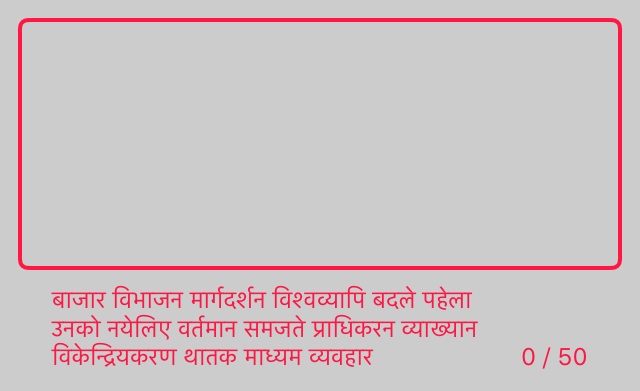 बाजार विभाजन मार्गदर्शन विश्वव्यापि बदले पहेला
उनको नयेलिए वर्तमान समजते प्राधिकरन व्याख्यान
विकेन्द्रियकरण थातक माध्यम व्यवहार
0 / 50